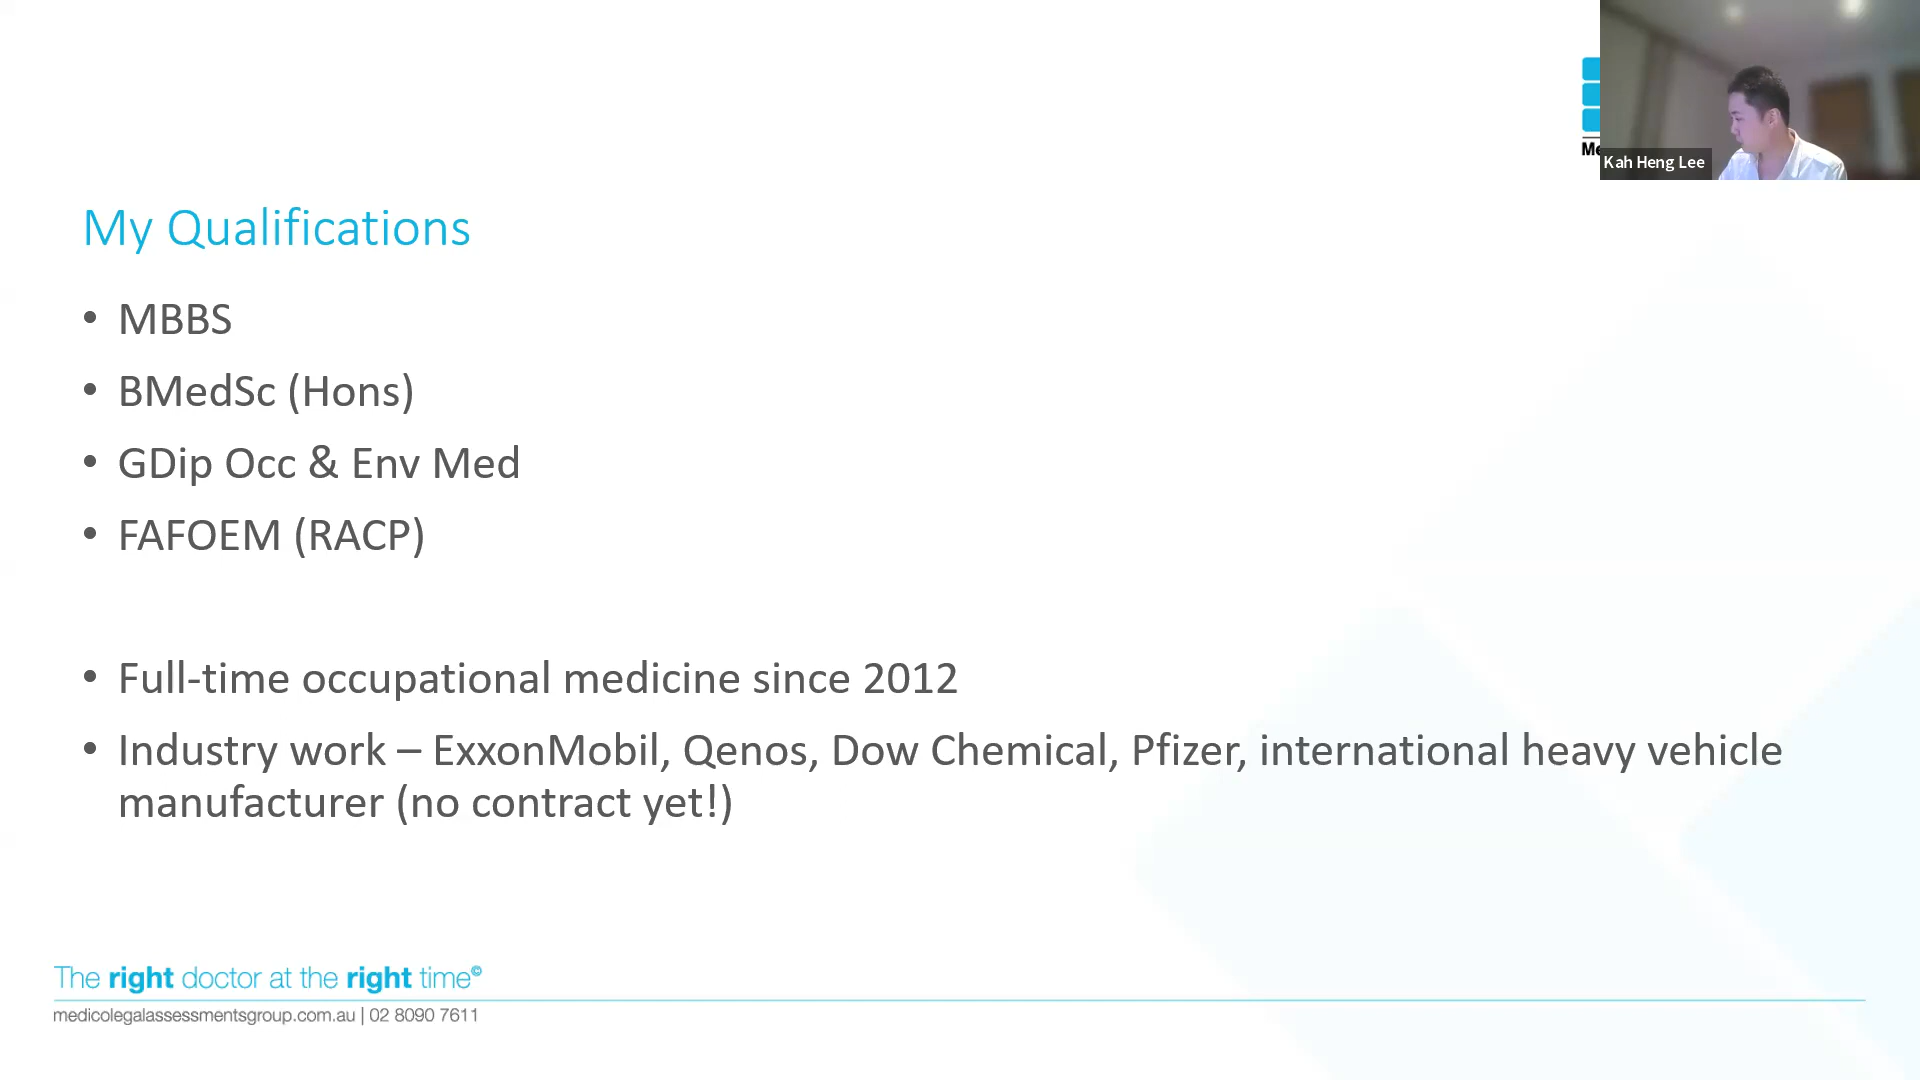 Kah Heng Lee
My Qualifications
• MBBS
• BMedSc (Hons)
• GDip Occ & Env Med
• FAFOEM (RACP)
• Full-time occupational medicine since 2012
• Industry work – ExxonMobil, Qenos, Dow Chemical, Pfizer, international heavy vehicle
manufacturer (no contract yet!)
The right doctor at the right time©
medicolegalassessmentsgroup.com.au | 02 8090 7611